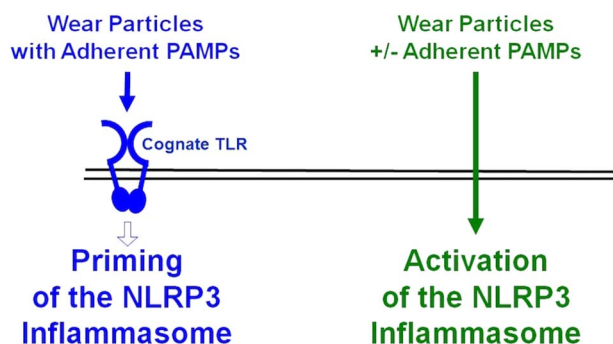 Wear Particles
with Adherent PAMPs
Wear Particles
+/- Adherent PAMPs
Cognate TLR
Priming
of the NLRP3
Inflammasome
Activation
of the NLRP3
Inflammasome